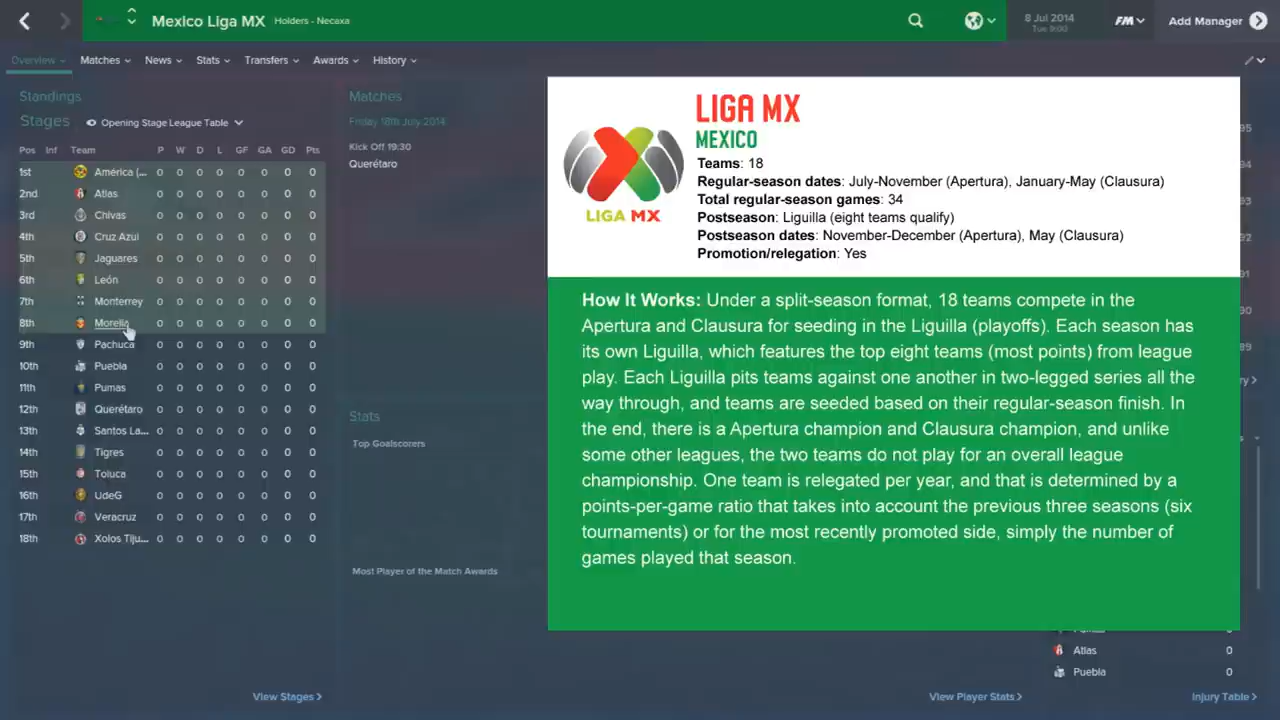 Mexico Liga MX
Holders - Necaxa
8 Jul 2014
Tue 9:00
FM
Add Manager
Overview
Matches
News
Stats
Transfers
Awards
History
Standings
Stages
Opening Stage League Table
Pos Inf Team P W D L GF GA GD Pts
1st América (... 0 0 0 0 0 0 0 0
2nd Atlas 0 0 0 0 0 0 0 0
3rd Chivas 0 0 0 0 0 0 0 0
4th Cruz Azul 0 0 0 0 0 0 0 0
5th Jaguares 0 0 0 0 0 0 0 0
6th León 0 0 0 0 0 0 0 0
7th Monterrey 0 0 0 0 0 0 0 0
8th Morelia 0 0 0 0 0 0 0 0
9th Pachuca 0 0 0 0 0 0 0 0
10th Puebla 0 0 0 0 0 0 0 0
11th Pumas 0 0 0 0 0 0 0 0
12th Querétaro 0 0 0 0 0 0 0 0
13th Santos La... 0 0 0 0 0 0 0 0
14th Tigres 0 0 0 0 0 0 0 0
15th Toluca 0 0 0 0 0 0 0 0
16th UdeG 0 0 0 0 0 0 0 0
17th Veracruz 0 0 0 0 0 0 0 0
18th Xolos Tiju... 0 0 0 0 0 0 0 0
View Stages >
Matches
Friday 18th July 2014
Kick Off 19:30
Querétaro
Stats
Top Goalscorers
Most Player of the Match Awards
View Player Stats >
LIGA MX
LIGA MX
MEXICO
Teams: 18
Regular-season dates: July-November (Apertura), January-May (Clausura)
Total regular-season games: 34
Postseason: Liguilla (eight teams qualify)
Postseason dates: November-December (Apertura), May (Clausura)
Promotion/relegation: Yes
How It Works: Under a split-season format, 18 teams compete in the
Apertura and Clausura for seeding in the Liguilla (playoffs). Each season has
its own Liguilla, which features the top eight teams (most points) from league
play. Each Liguilla pits teams against one another in two-legged series all the
way through, and teams are seeded based on their regular-season finish. In
the end, there is a Apertura champion and Clausura champion, and unlike
some other leagues, the two teams do not play for an overall league
championship. One team is relegated per year, and that is determined by a
points-per-game ratio that takes into account the previous three seasons (six
tournaments) or for the most recently promoted side, simply the number of
games played that season.
Atlas 0
Puebla 0
Injury Table >